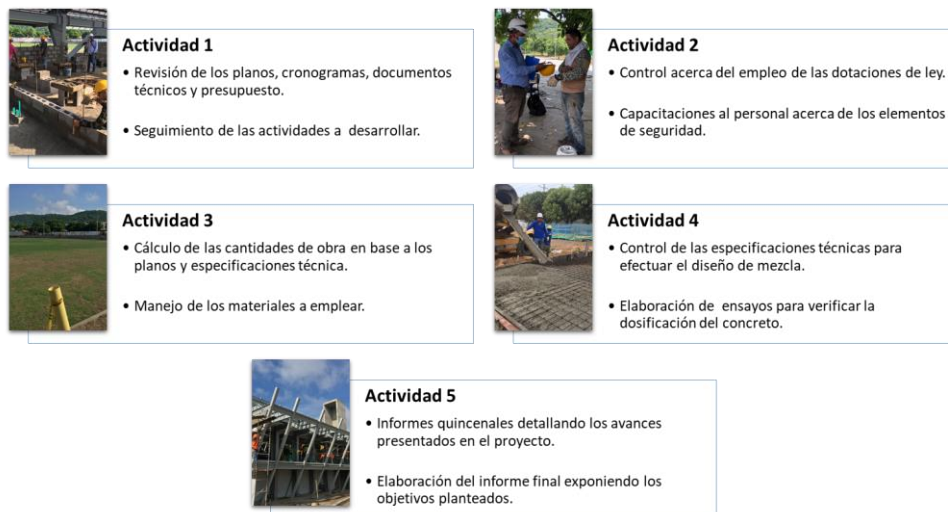 Actividad 1
• Revisión de los planos, cronogramas, documentos
técnicos y presupuesto.
• Seguimiento de las actividades a desarrollar.
Actividad 2
• Control acerca del empleo de las dotaciones de ley.
• Capacitaciones al personal acerca de los elementos
de seguridad.
Actividad 3
• Cálculo de las cantidades de obra en base a los
planos y especificaciones técnica.
• Manejo de los materiales a emplear.
Actividad 4
• Control de las especificaciones técnicas para
efectuar el diseño de mezcla.
• Elaboración de ensayos para verificar la
dosificación del concreto.
Actividad 5
• Informes quincenales detallando los avances
presentados en el proyecto.
• Elaboración del informe final exponiendo los
objetivos planteados.